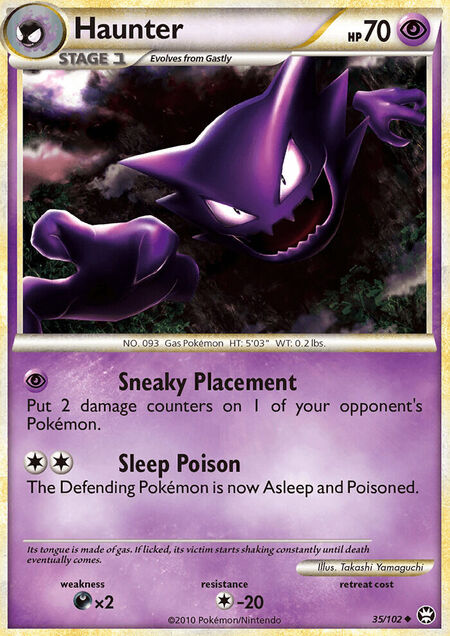 Haunter
HP 70
STAGE 1
Evolves from Gastly
NO. 093 Gas Pokémon HT: 5'03" WT: 0.2 lbs.
Sneaky Placement
Put 2 damage counters on 1 of your opponent's
Pokémon.
Sleep Poison
The Defending Pokémon is now Asleep and Poisoned.
Its tongue is made of gas. If licked, its victim starts shaking constantly until death
eventually comes.
Illus. Takashi Yamaguchi
weakness resistance retreat cost
×2 -20
©2010 Pokémon/Nintendo 35/102